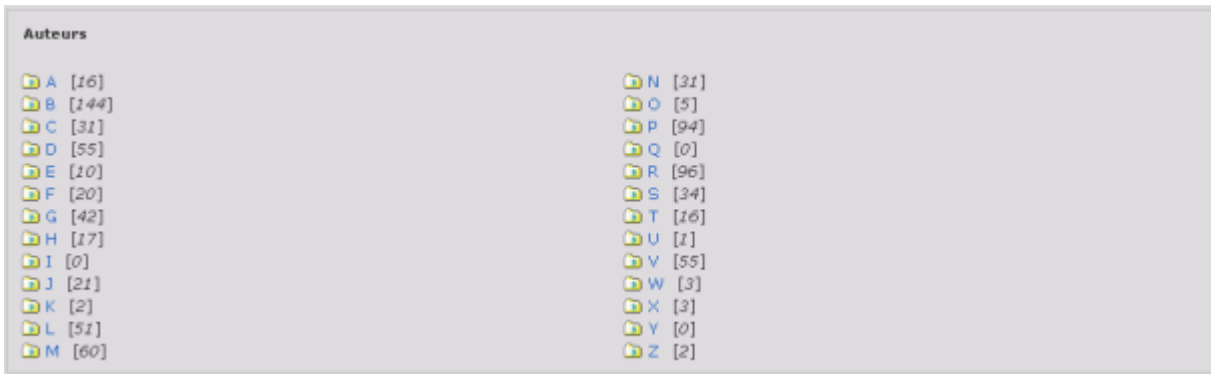 Auteurs
A [16]
B [144]
C [31]
D [55]
E [10]
F [20]
G [42]
H [17]
I [0]
J [21]
K [2]
L [51]
M [60]
N [31]
O [5]
P [94]
Q [0]
R [96]
S [34]
T [16]
U [1]
V [55]
W [3]
X [3]
Y [0]
Z [2]